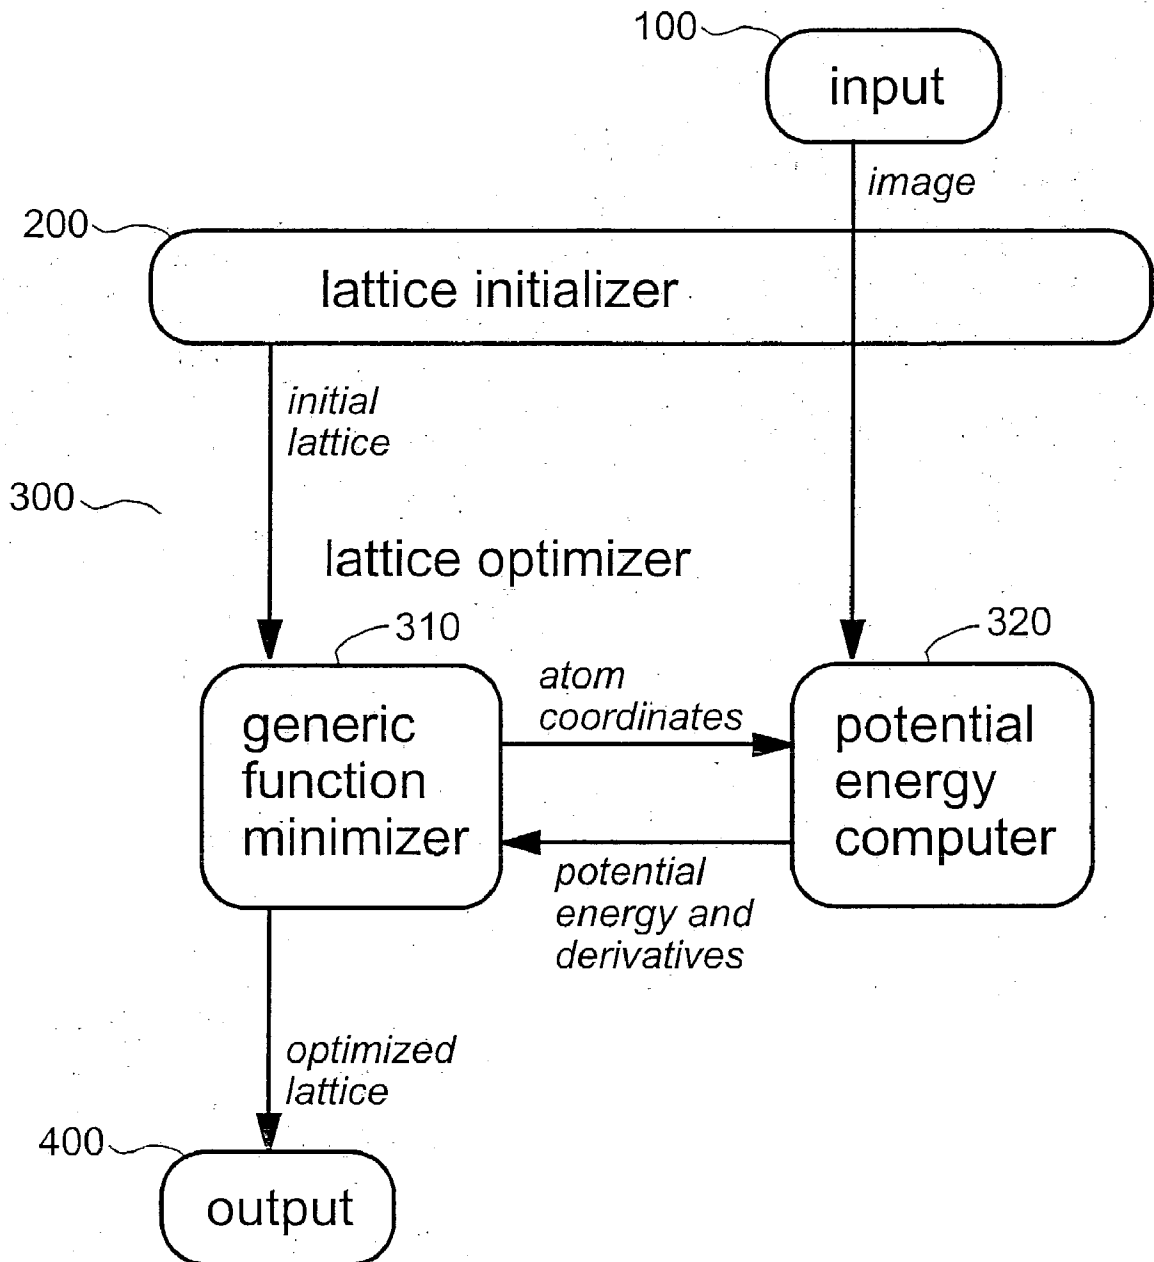 100
input
image
200
lattice initializer
initial
lattice
300
lattice optimizer
310
320
generic
function
minimizer
atom
coordinates
potential
energy
computer
potential
energy and
derivatives
optimized
lattice
400
output